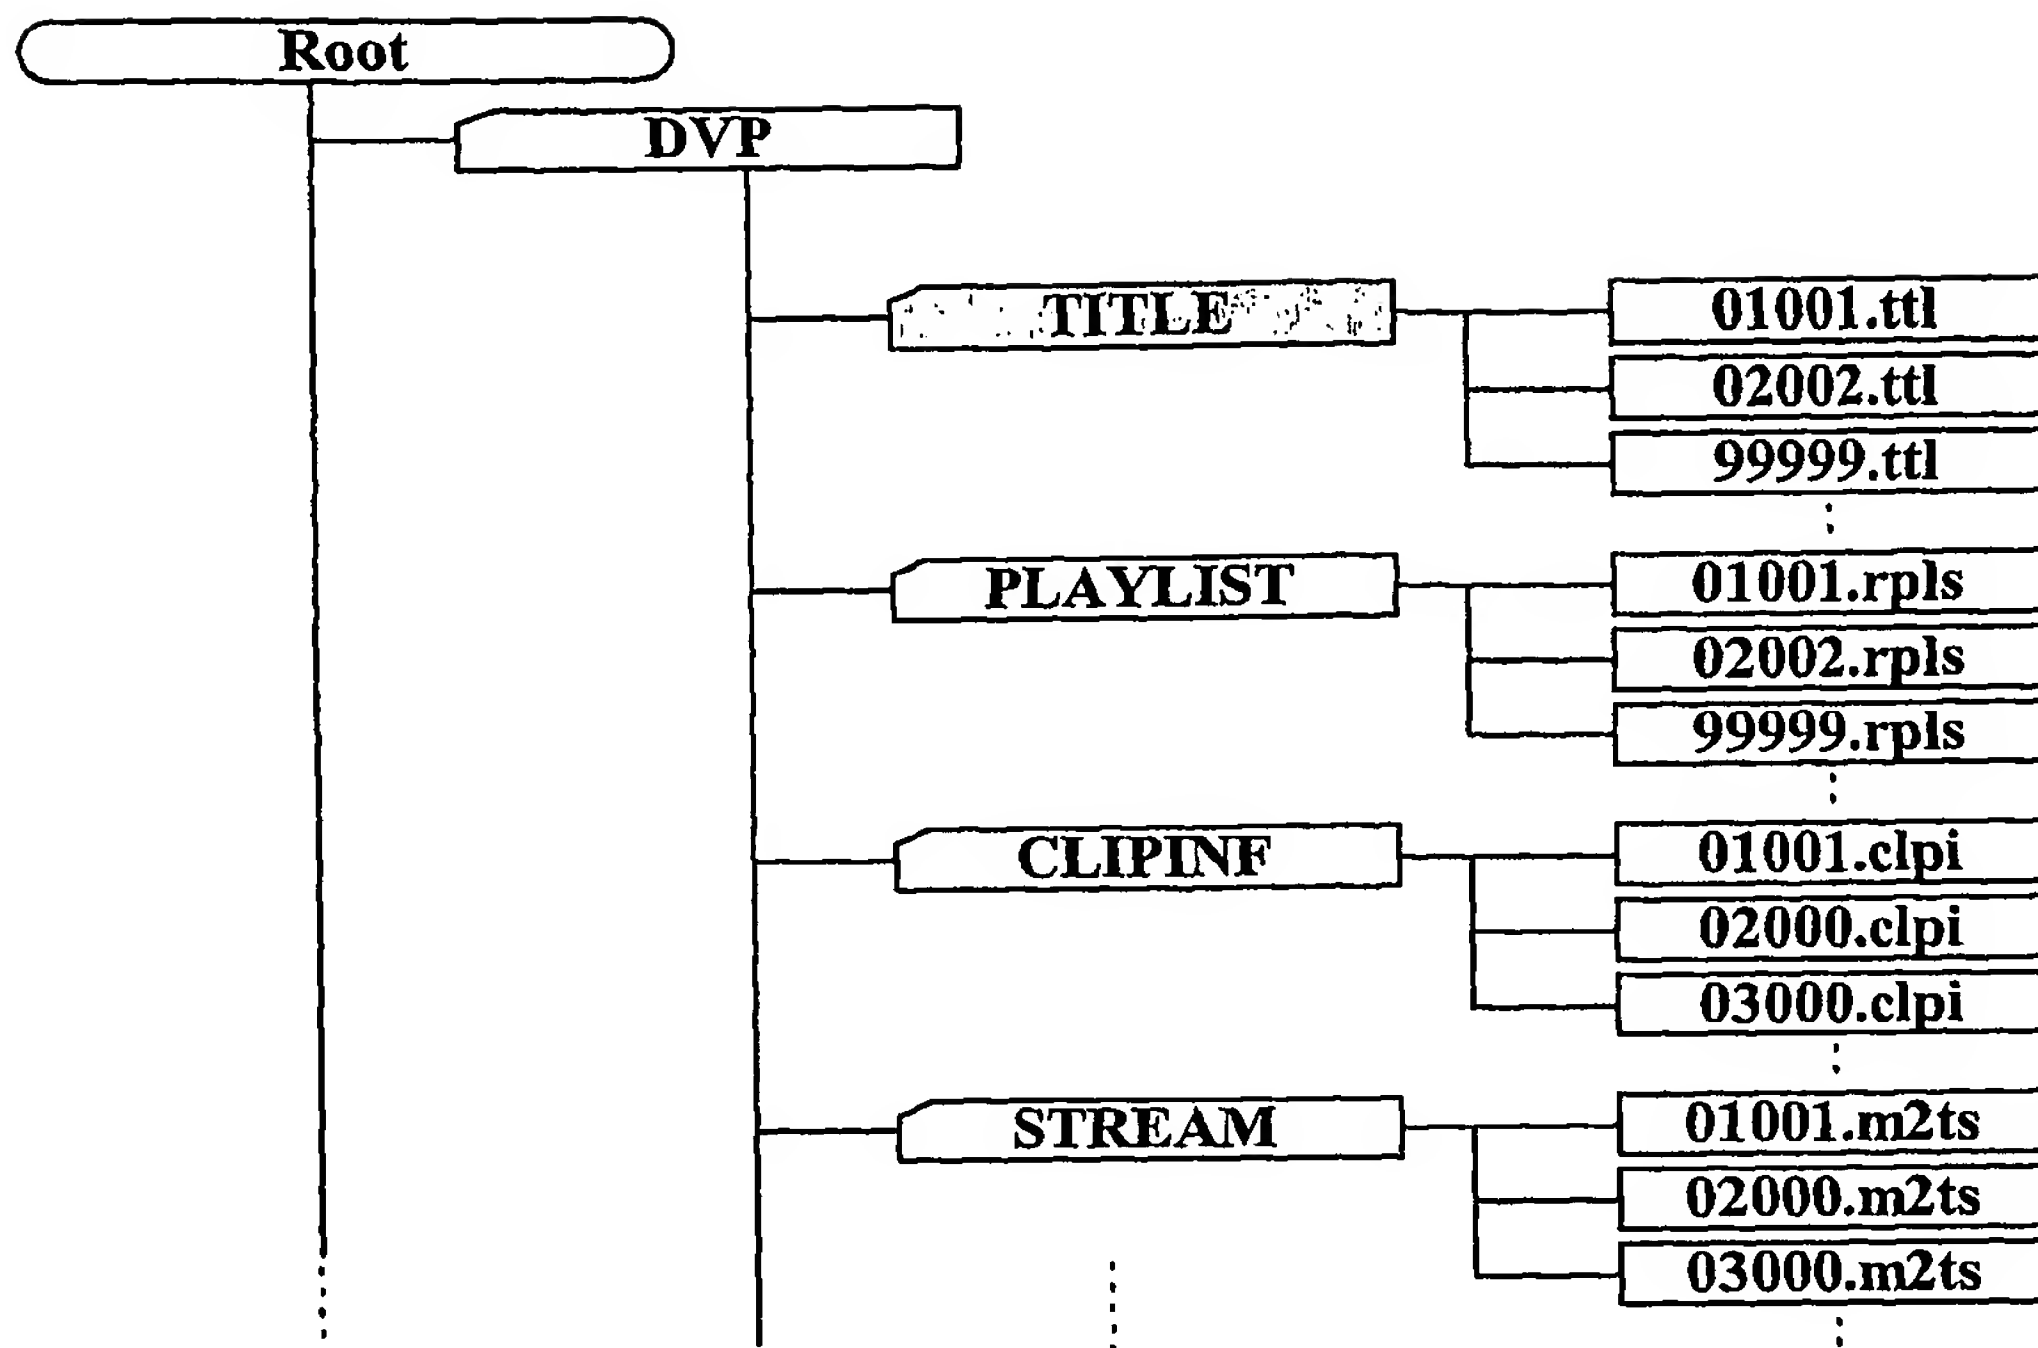 Root
DVP
TITLE
01001.ttl
02002.ttl
99999.ttl
PLAYLIST
01001.rpls
02002.rpls
99999.rpls
CLIPINF
01001.clpi
02000.clpi
03000.clpi
STREAM
01001.m2ts
02000.m2ts
03000.m2ts